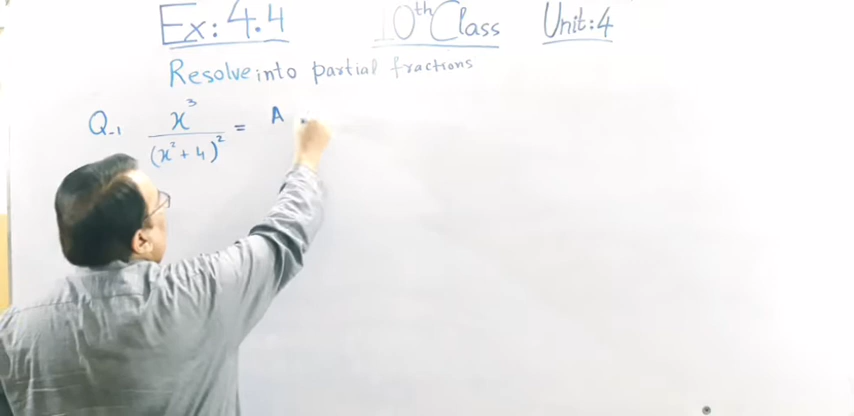 Ex: 4.4 10th Class Unit: 4
Resolve into partial fractions
Q-1 x³/(x²+4)² = A